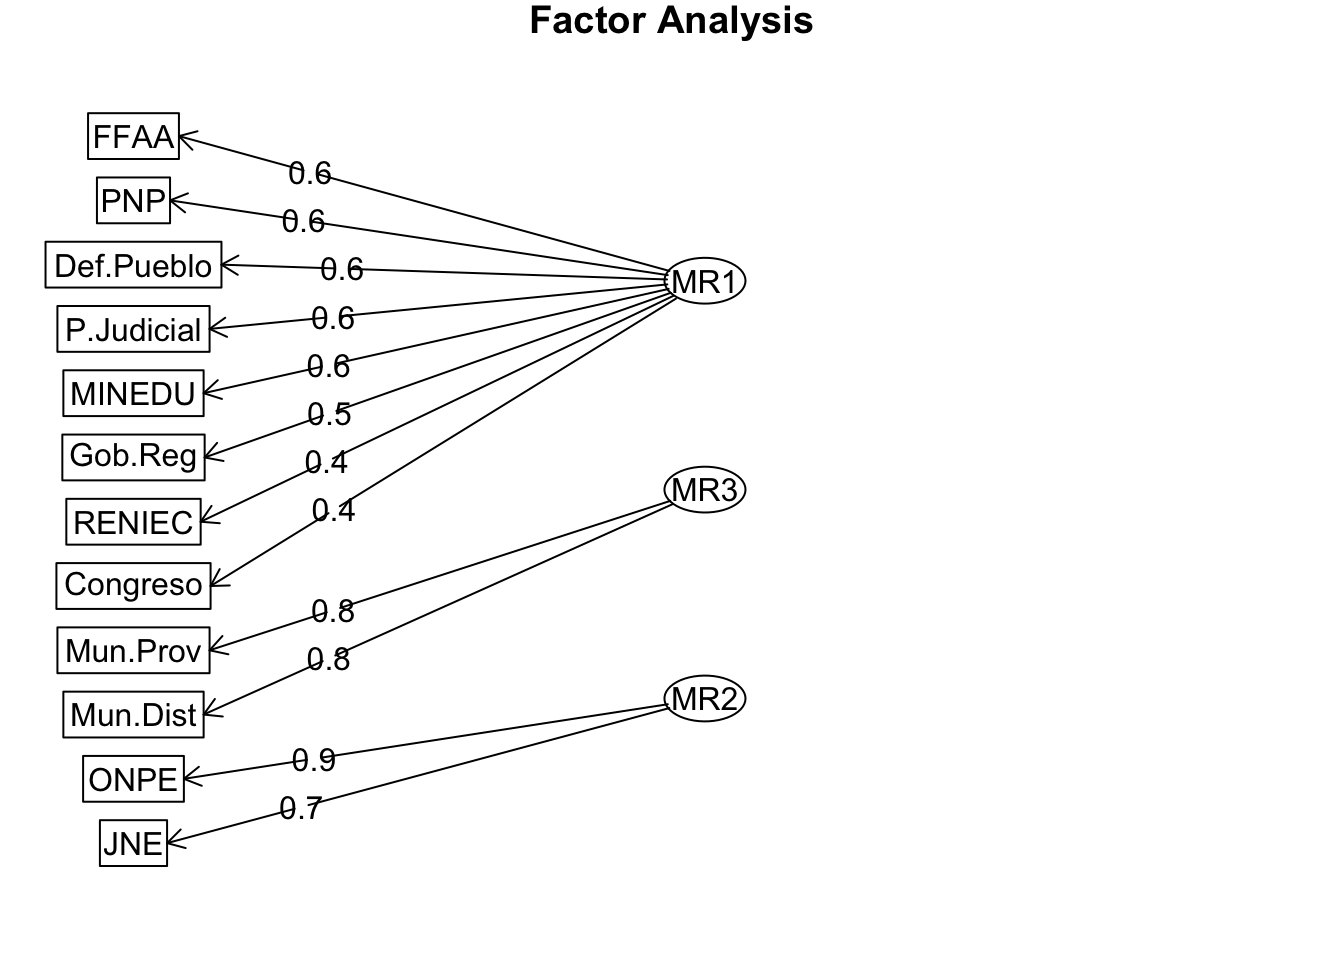 Factor Analysis
FFAA
0.6
PNP
0.6
Def.Pueblo
0.6
MR1
P.Judicial
0.6
MINEDU
0.6
Gob.Reg
0.5
RENIEC
0.4
MR3
Congreso
0.4
Mun.Prov
0.8
Mun.Dist
0.8
MR2
ONPE
0.9
JNE
0.7